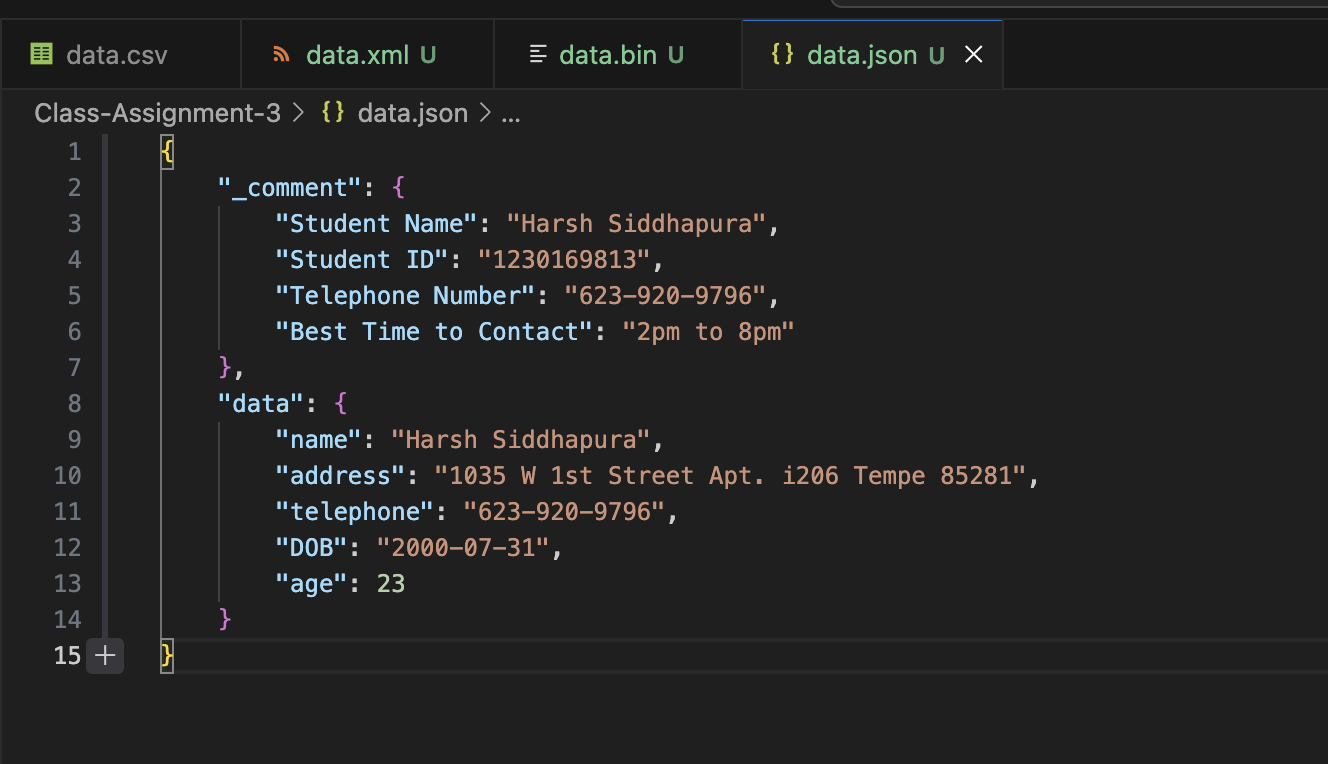 data.csv data.xml U data.bin U data.json U
Class-Assignment-3 > {} data.json > ...
1 {
2 "_comment": {
3 "Student Name": "Harsh Siddhapura",
4 "Student ID": "1230169813",
5 "Telephone Number": "623-920-9796",
6 "Best Time to Contact": "2pm to 8pm"
7 },
8 "data": {
9 "name": "Harsh Siddhapura",
10 "address": "1035 W 1st Street Apt. i206 Tempe 85281",
11 "telephone": "623-920-9796",
12 "DOB": "2000-07-31",
13 "age": 23
14 }
15 }